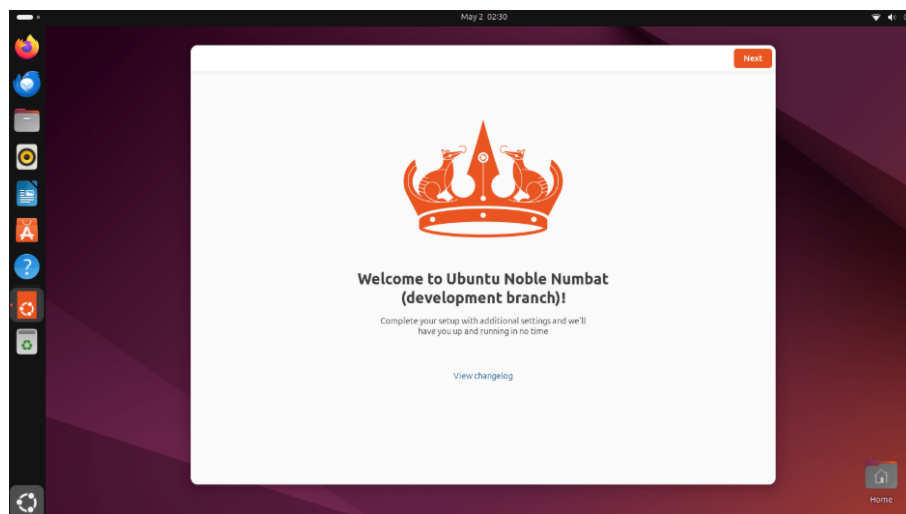 May 2 02:30
Next
Welcome to Ubuntu Noble Numbat
(development branch)!
Complete your setup with additional settings and we'll
have you up and running in no time
View changelog
Home